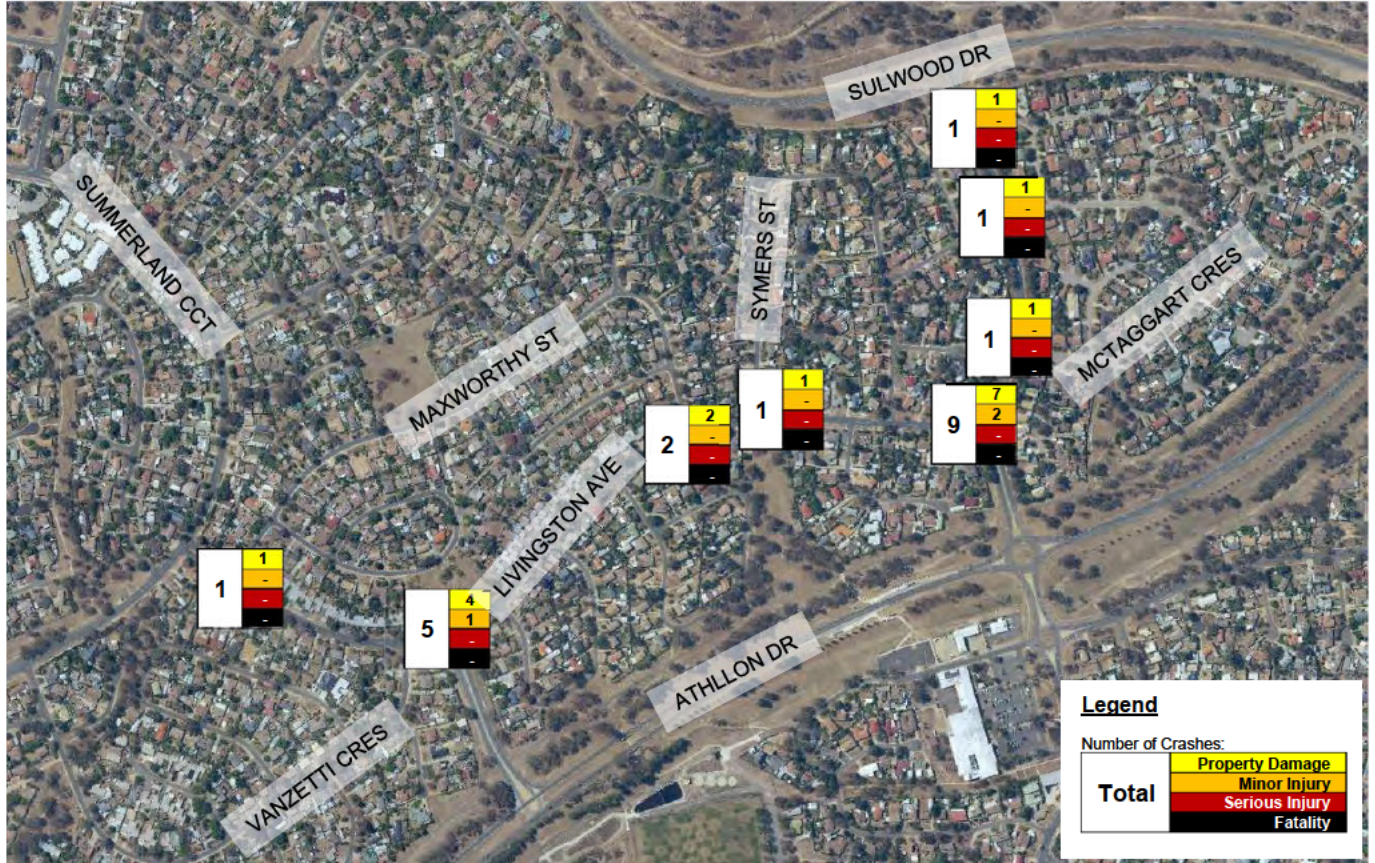 SULWOOD DR
1
1
-
-
-
SUMMERLAND CCT
SYMERS ST
1
1
-
-
-
MCTAGGART CRES
1
1
-
-
-
MAXWORTHY ST
1
1
-
-
-
9
7
2
-
-
2
2
-
-
-
LIVINGSTON AVE
1
1
-
-
-
5
4
1
-
-
ATHLLON DR
VANZETTI CRES
Legend
Number of Crashes:
Total
Property Damage
Minor Injury
Serious Injury
Fatality